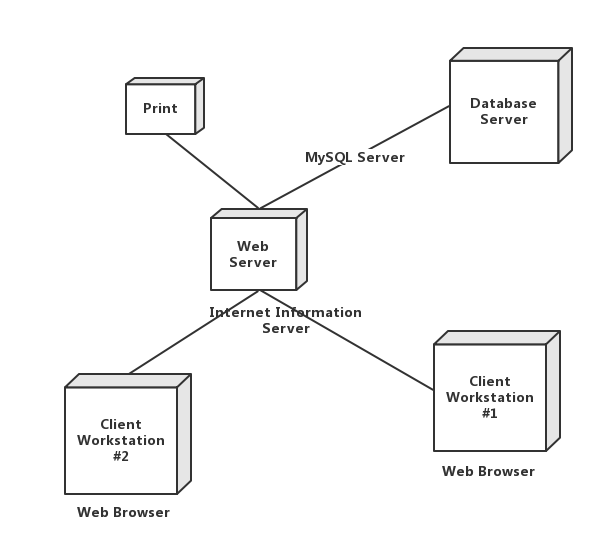 Print
Database
Server
MySQL Server
Web
Server
Internet Information
Server
Client
Workstation
#1
Client
Workstation
#2
Web Browser
Web Browser